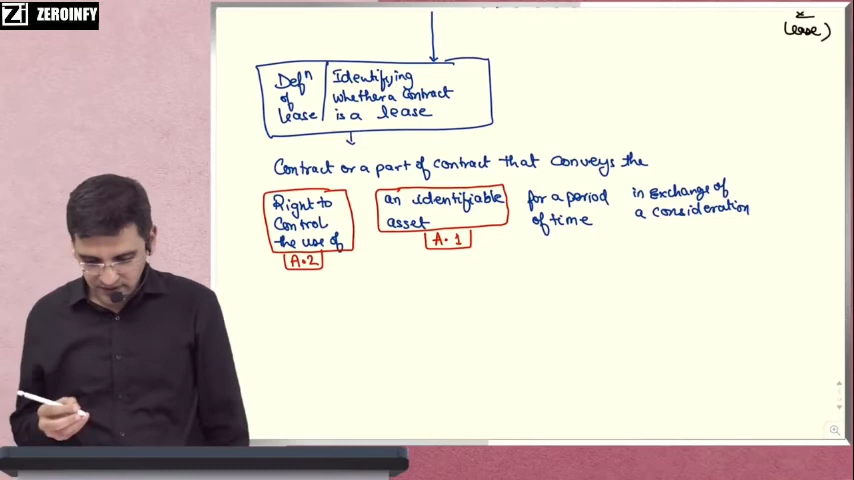 Zi ZEROINFY
x
lease)
Defn
of
lease
Identifying
whether a contract
is a lease
Contract or a part of contract that conveys the
Right to
Control
the use of
A.2
an identifiable
asset
A.1
for a period
of time
in Exchange of
a consideration